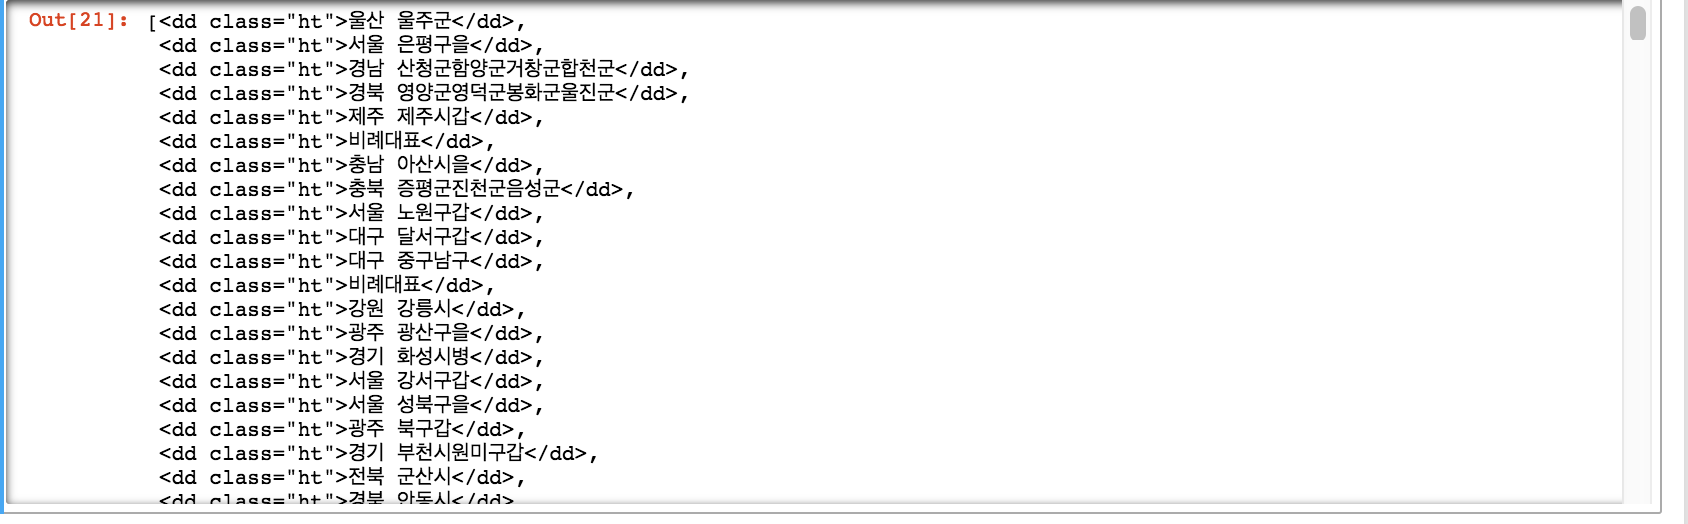 Out[21]: [<dd class="ht">울산 울주군</dd>,
<dd class="ht">서울 은평구을</dd>,
<dd class="ht">경남 산청군함양군거창군합천군</dd>,
<dd class="ht">경북 영양군영덕군봉화군울진군</dd>,
<dd class="ht">제주 제주시갑</dd>,
<dd class="ht">비례대표</dd>,
<dd class="ht">충남 아산시을</dd>,
<dd class="ht">충북 증평군진천군음성군</dd>,
<dd class="ht">서울 노원구갑</dd>,
<dd class="ht">대구 달서구갑</dd>,
<dd class="ht">대구 중구남구</dd>,
<dd class="ht">비례대표</dd>,
<dd class="ht">강원 강릉시</dd>,
<dd class="ht">광주 광산구을</dd>,
<dd class="ht">경기 화성시병</dd>,
<dd class="ht">서울 강서구갑</dd>,
<dd class="ht">서울 성북구을</dd>,
<dd class="ht">광주 북구갑</dd>,
<dd class="ht">경기 부천시원미구갑</dd>,
<dd class="ht">전북 군산시</dd>,
<dd class="ht">경북 안동시</dd>,